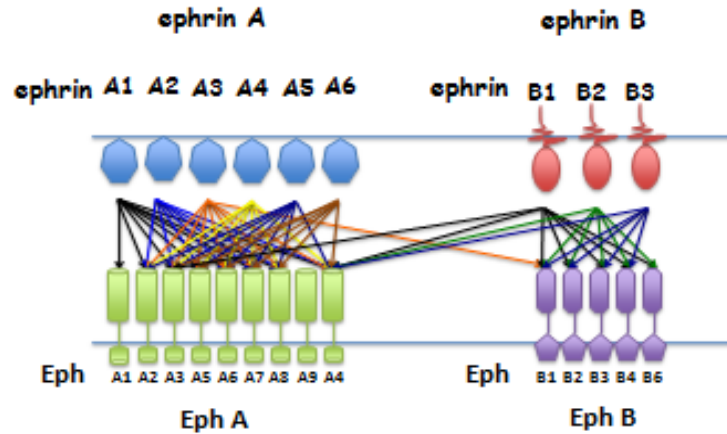 ephrin A ephrin B
ephrin A1 A2 A3 A4 A5 A6 ephrin B1 B2 B3
Eph A1 A2 A3 A5 A6 A7 A8 A9 A4 Eph B1 B2 B3 B4 B6
Eph A Eph B